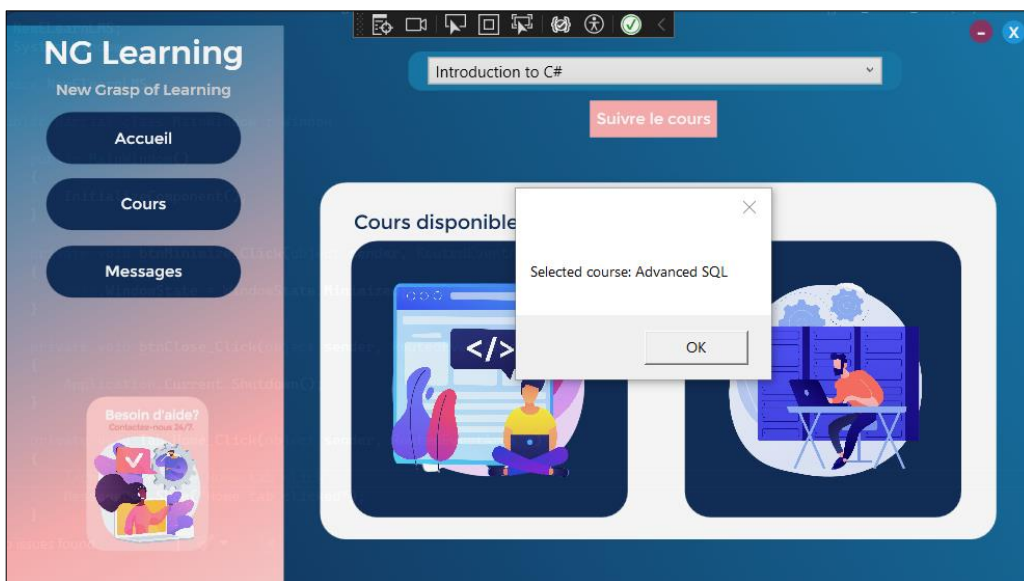 NG Learning
New Grasp of Learning
Accueil
Cours
Messages
Besoin d'aide?
Contactez-nous 24/7.
Introduction to C#
Suivre le cours
X
Cours disponible
Selected course: Advanced SQL
OK
</>